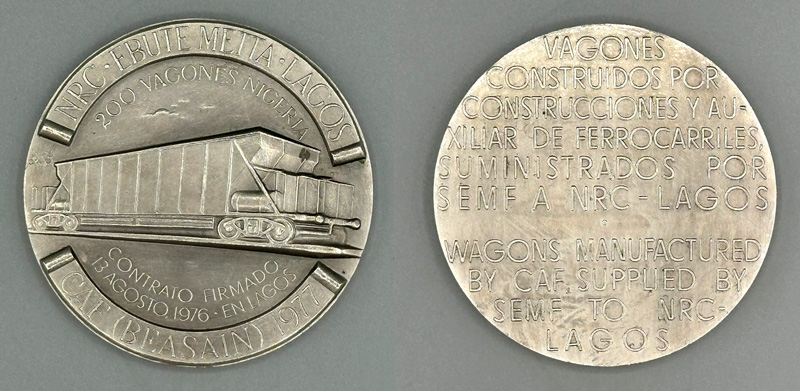 NRC · EBUTE METTA · LAGOS
200 VAGONES NIGERIA
CONTRATO FIRMADO
13 AGOSTO, 1976 · EN LAGOS
CAF (BEASAIN) 1977
VAGONES
CONSTRUIDOS POR
CONSTRUCCIONES Y AU-
XILIAR DE FERROCARRILES,
SUMINISTRADOS POR
SEMF A NRC - LAGOS
WAGONS MANUFACTURED
BY CAF, SUPPLIED BY
SEMF TO NRC-
LAGOS